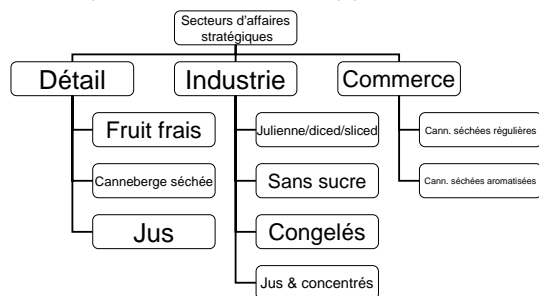 Secteurs d'affaires
stratégiques
Détail
Industrie
Commerce
Fruit frais
Julienne/diced/sliced
Cann. séchées régulières
Canneberge séchée
Sans sucre
Cann. séchées aromatisées
Jus
Congelés
Jus & concentrés